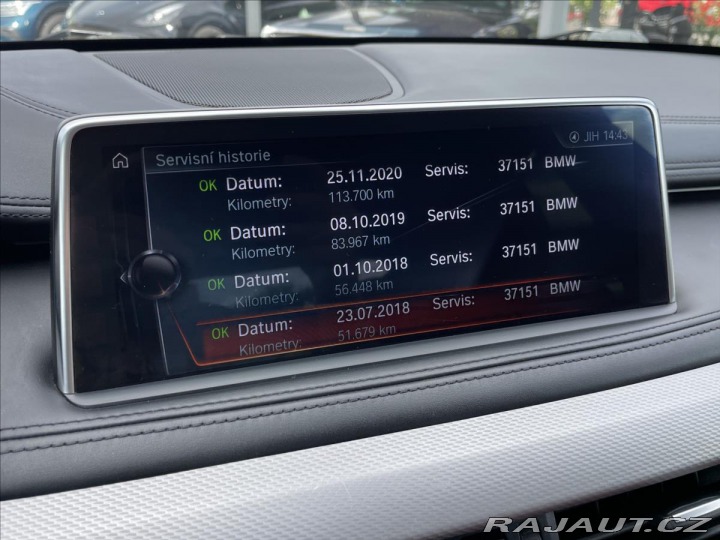 JIH 14:43
Servisní historie
OK Datum: 25.11.2020 Servis: 37151 BMW
Kilometry: 113.700 km
OK Datum: 08.10.2019 Servis: 37151 BMW
Kilometry: 83.967 km
OK Datum: 01.10.2018 Servis: 37151 BMW
Kilometry: 56.448 km
OK Datum: 23.07.2018 Servis: 37151 BMW
Kilometry: 51.679 km
RAJAUT.CZ